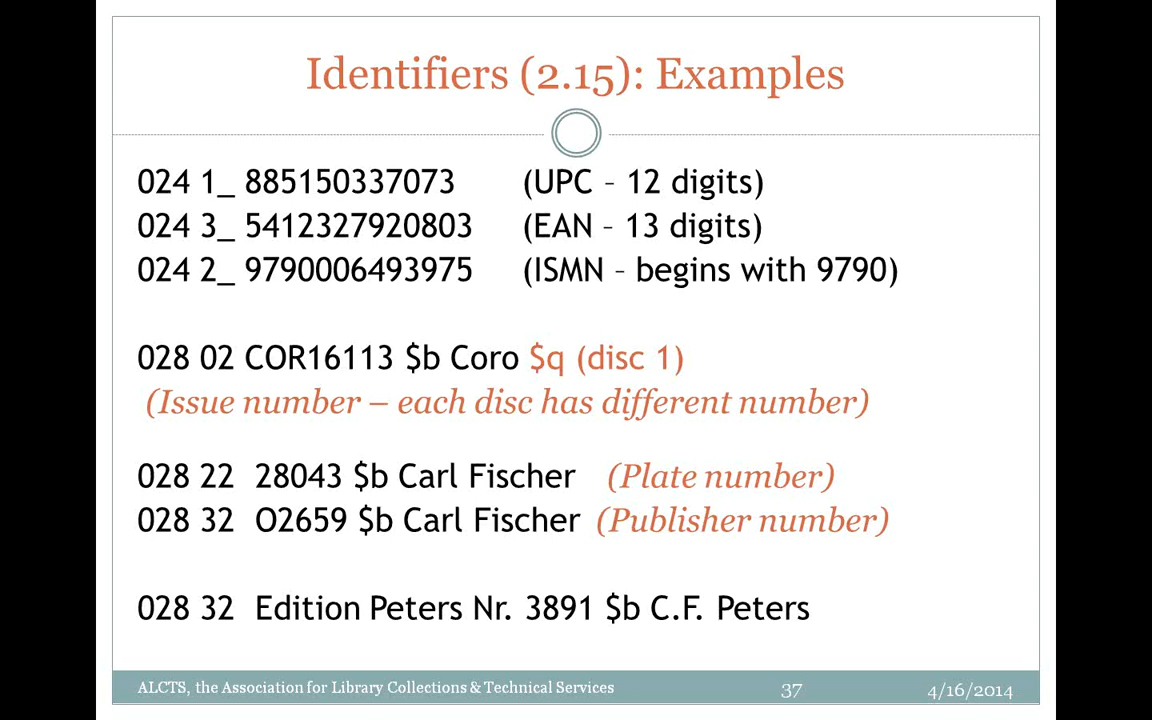 Identifiers (2.15): Examples
024 1_ 885150337073 (UPC – 12 digits)
024 3_ 5412327920803 (EAN – 13 digits)
024 2_ 9790006493975 (ISMN – begins with 9790)
028 02 COR16113 $b Coro $q (disc 1)
(Issue number – each disc has different number)
028 22 28043 $b Carl Fischer (Plate number)
028 32 O2659 $b Carl Fischer (Publisher number)
028 32 Edition Peters Nr. 3891 $b C.F. Peters
ALCTS, the Association for Library Collections & Technical Services 37 4/16/2014